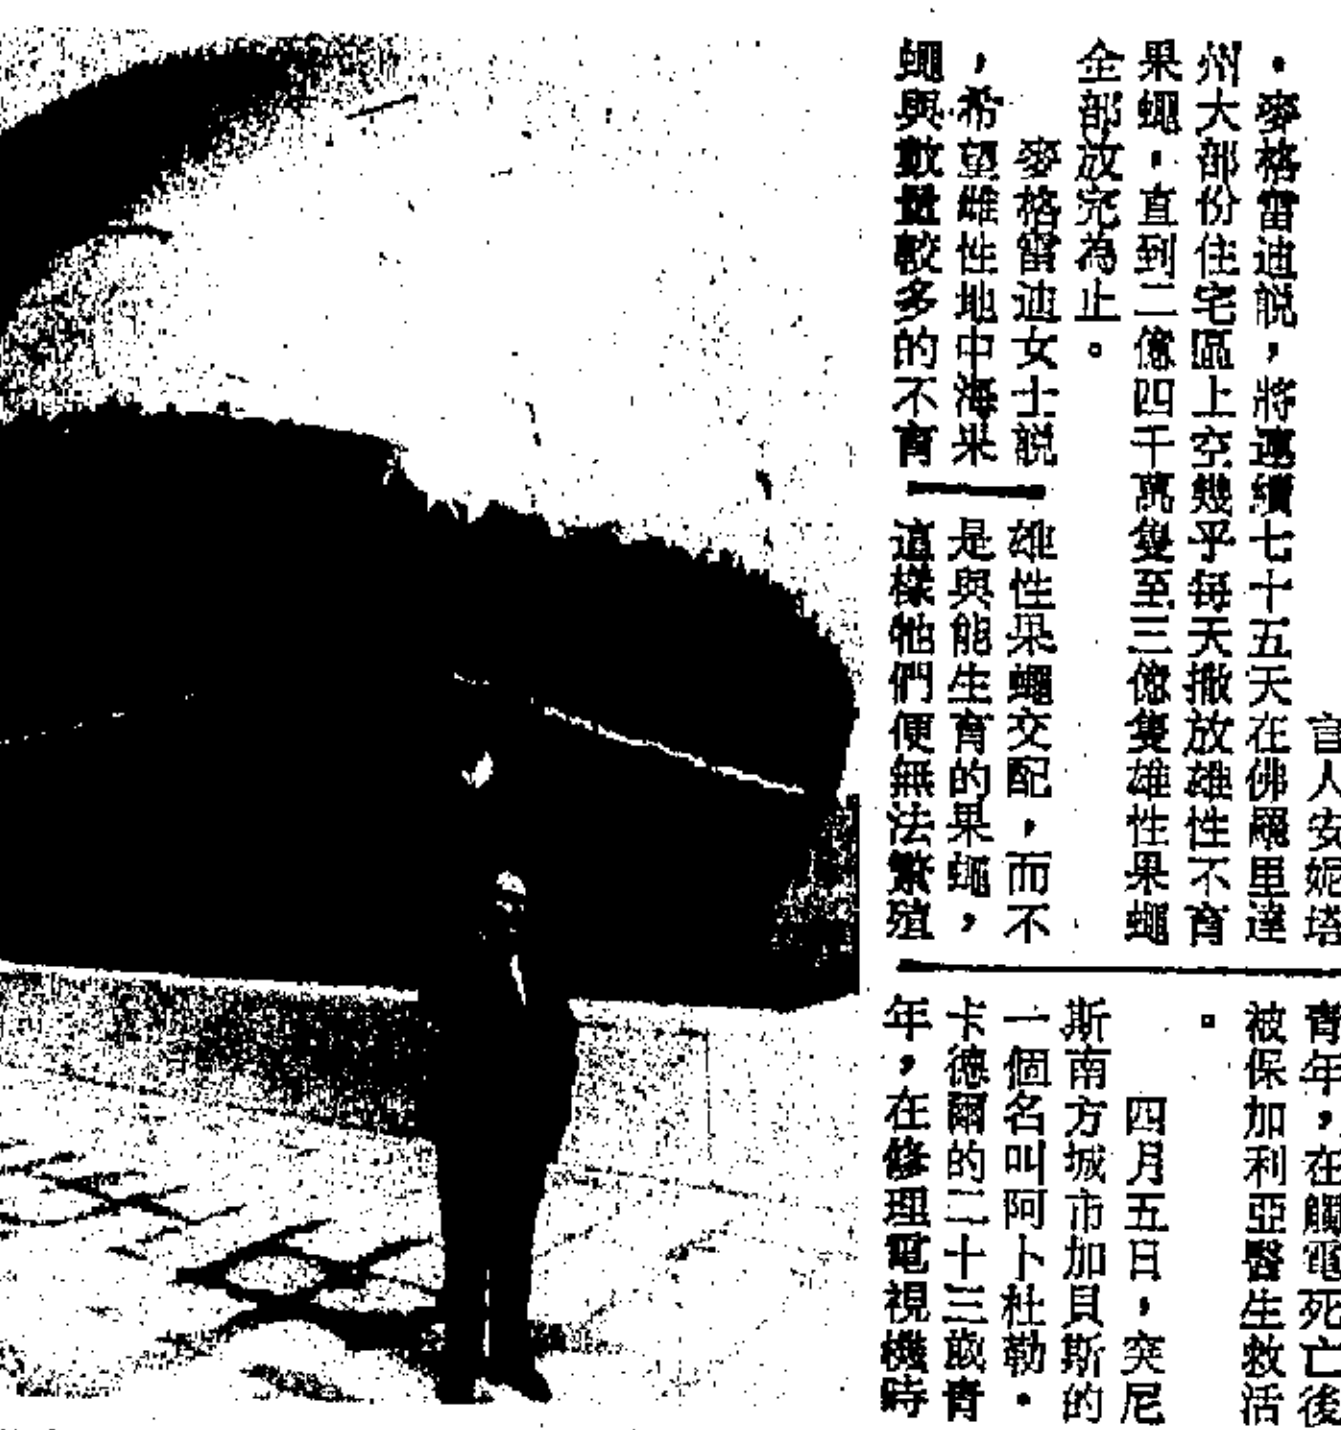 言人安妮塔
・麥格雷迪說，將連續七十五天在佛羅里達
州大部份住宅區上空幾乎每天撒放雄性不育
果蠅，直到二億四千萬隻至三億隻雄性果蠅
全部放完為止。
麥格雷迪女士說
，希望雌性地中海果
蠅與數量較多的不育
雄性果蠅交配，而不
是與能生育的果蠅，
這樣牠們便無法繁殖
青年，在觸電死亡後
被保加利亞醫生救活
。
四月五日，突尼
斯南方城市加貝斯的
一個名叫阿卜杜勒・
卡德爾的二十三歲青
年，在修理電視機時